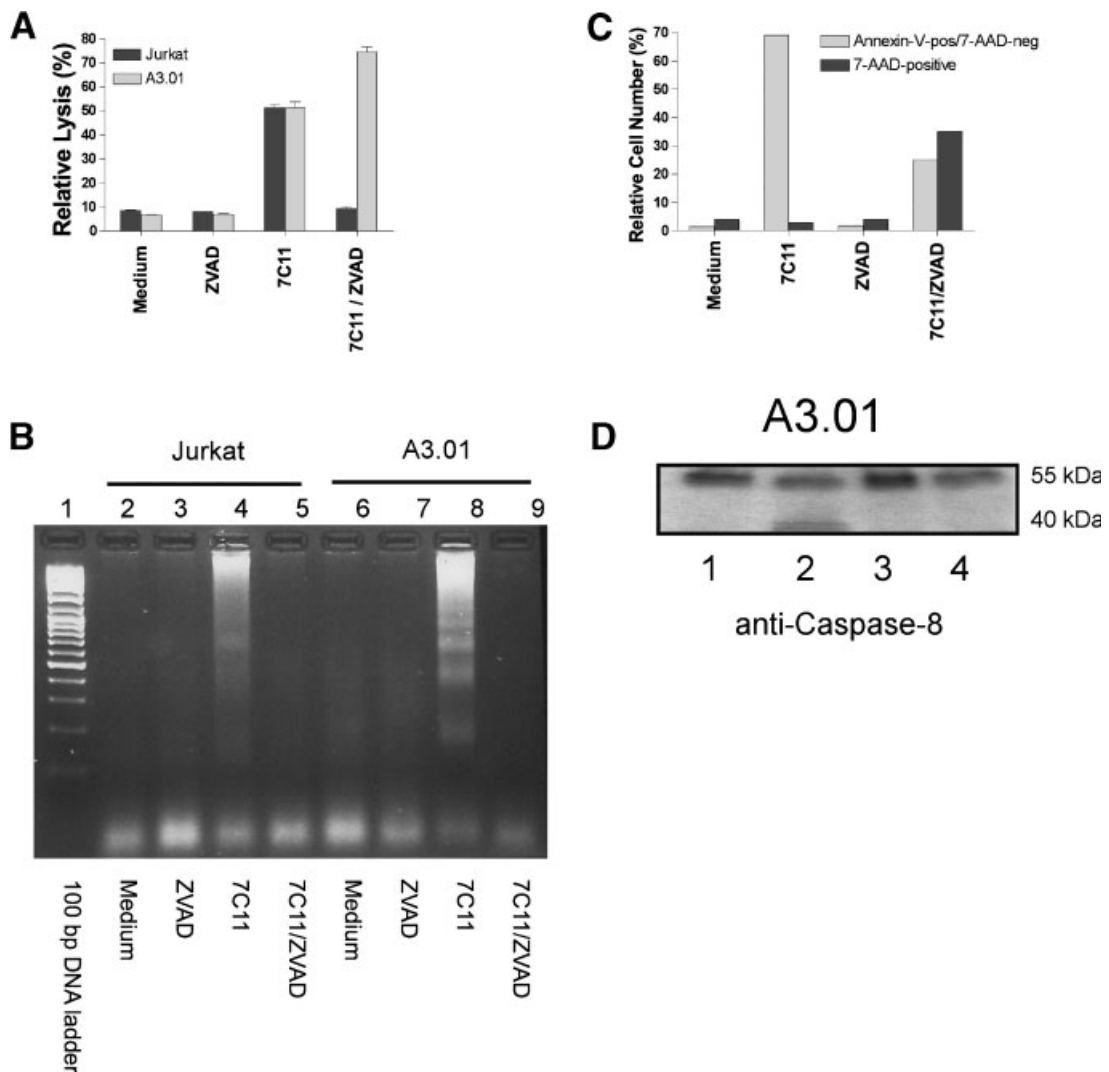 A
Relative Lysis (%)
80
70
60
50
40
30
20
10
0
Jurkat
A3.01
Medium
ZVAD
7C11
7C11 / ZVAD
C
Relative Cell Number (%)
70
60
50
40
30
20
10
0
Annexin-V-pos/7-AAD-neg
7-AAD-positive
Medium
7C11
ZVAD
7C11/ZVAD
B
Jurkat
A3.01
1 2 3 4 5 6 7 8 9
100 bp DNA ladder
Medium
ZVAD
7C11
7C11/ZVAD
Medium
ZVAD
7C11
7C11/ZVAD
D
A3.01
55 kDa
40 kDa
1 2 3 4
anti-Caspase-8